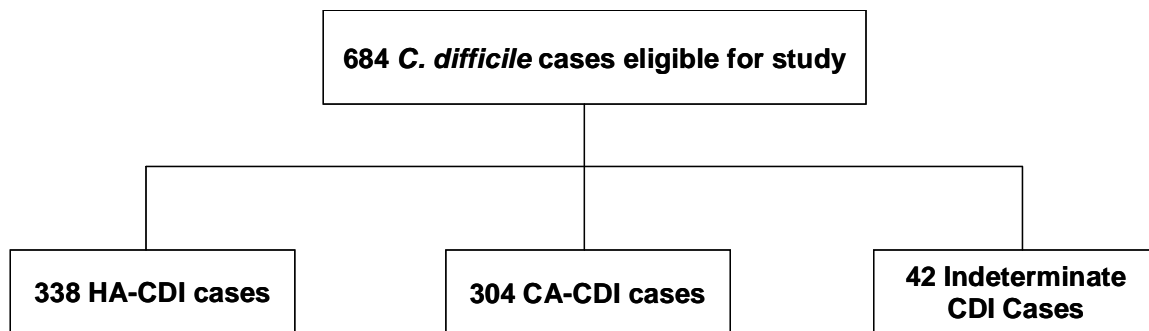 684 C. difficile cases eligible for study
338 HA-CDI cases
304 CA-CDI cases
42 Indeterminate
CDI Cases